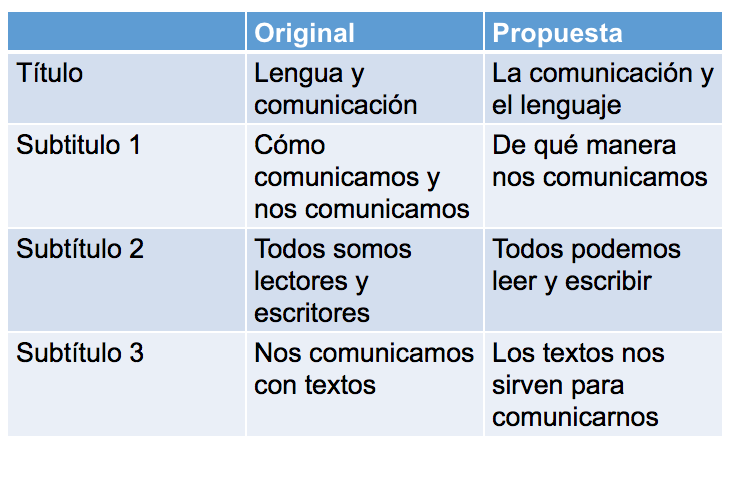 Original Propuesta
Título Lengua y La comunicación y
comunicación el lenguaje
Subtitulo 1 Cómo De qué manera
comunicamos y nos comunicamos
nos comunicamos
Subtítulo 2 Todos somos Todos podemos
lectores y leer y escribir
escritores
Subtítulo 3 Nos comunicamos Los textos nos
con textos sirven para
comunicarnos